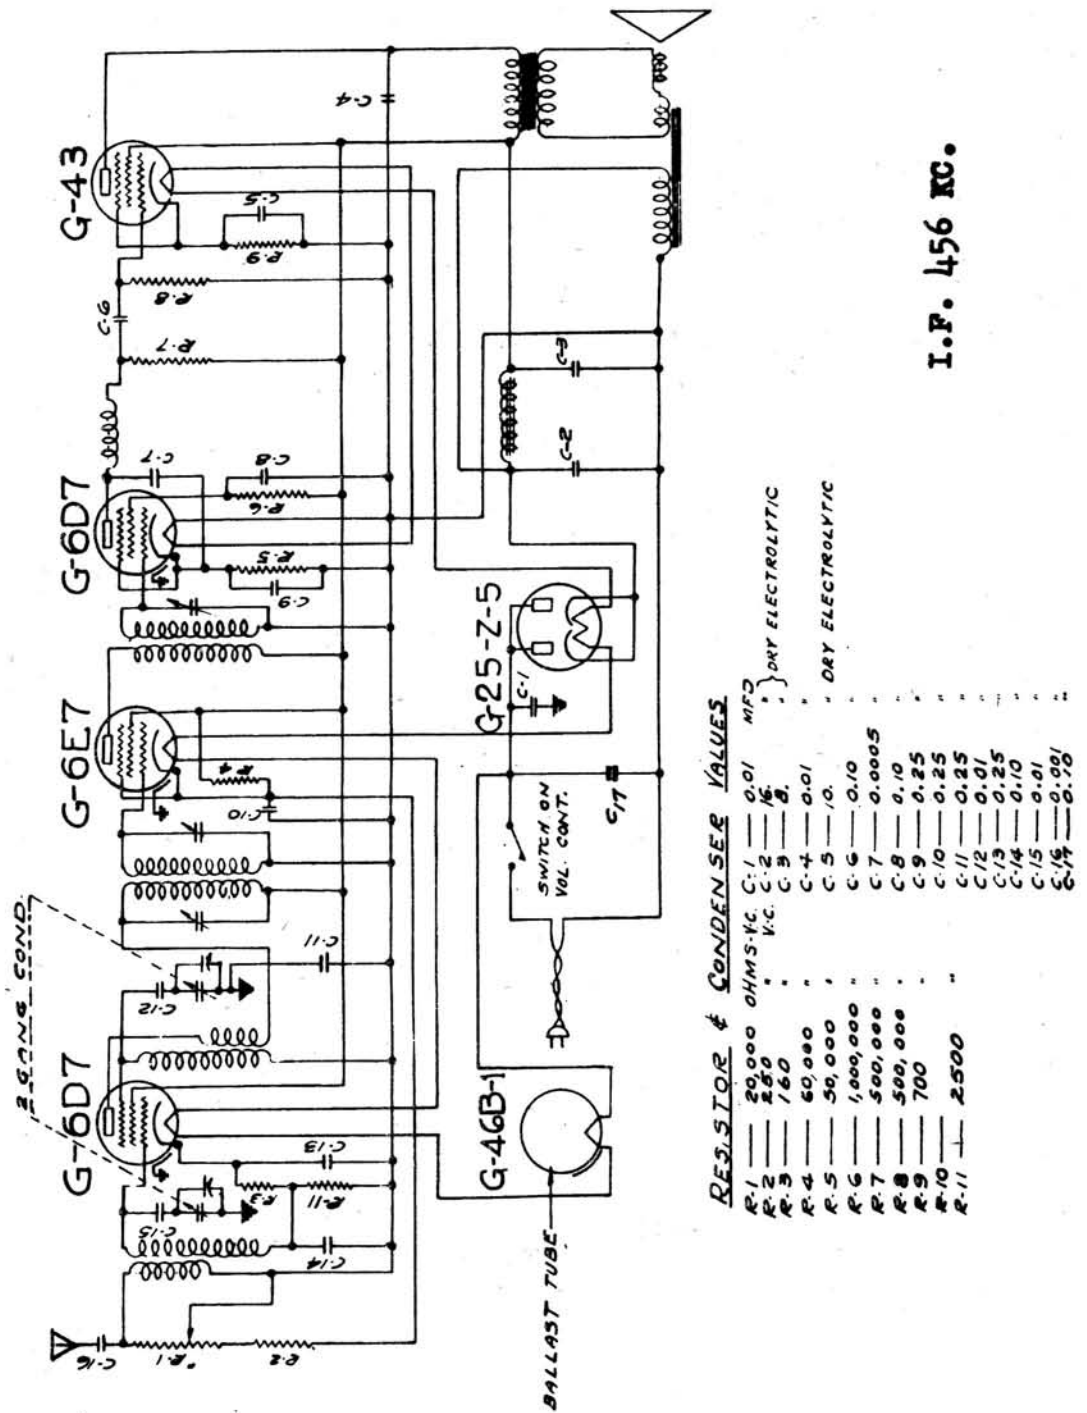 2 GANG COND.
G-6D7
G-6E7
G-6D7
G-43
C-16
R-1
R-2
C-15
C-14
R-3
R-11
C-13
C-12
C-11
R-4
C-10
C-9
R-5
C-7
R-6
C-8
R-7
C-6
R-8
R-9
C-5
C-4
BALLAST TUBE
G-46B-1
SWITCH ON
VOL. CONT.
C17
C-1
G-25-Z-5
C-2
C-3
RESISTOR & CONDENSER VALUES
R-1 — 20,000 OHMS-V.C. C-1 — 0.01 MFD
R-2 — 250 " V.C. C-2 — 16. " } DRY ELECTROLYTIC
R-3 — 160 " C-3 — 8. "
R-4 — 60,000 " C-4 — 0.01 "
R-5 — 50,000 " C-5 — 10. " DRY ELECTROLYTIC
R-6 — 1,000,000 " C-6 — 0.10 "
R-7 — 500,000 " C-7 — 0.0005 "
R-8 — 500,000 " C-8 — 0.10 "
R-9 — 700 " C-9 — 0.25 "
R-10 — C-10 — 0.25 "
R-11 — 2500 " C-11 — 0.25 "
C12 — 0.01 "
C-13 — 0.25 "
C-14 — 0.10 "
C-15 — 0.01 "
C-16 — 0.001 "
C-17 — 0.10 "
I.F. 456 KC.